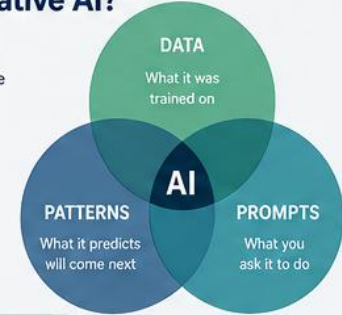 AI?
DATA
What it was
trained on
AI
PATTERNS
What it predicts
will come next
PROMPTS
What you
ask it to do